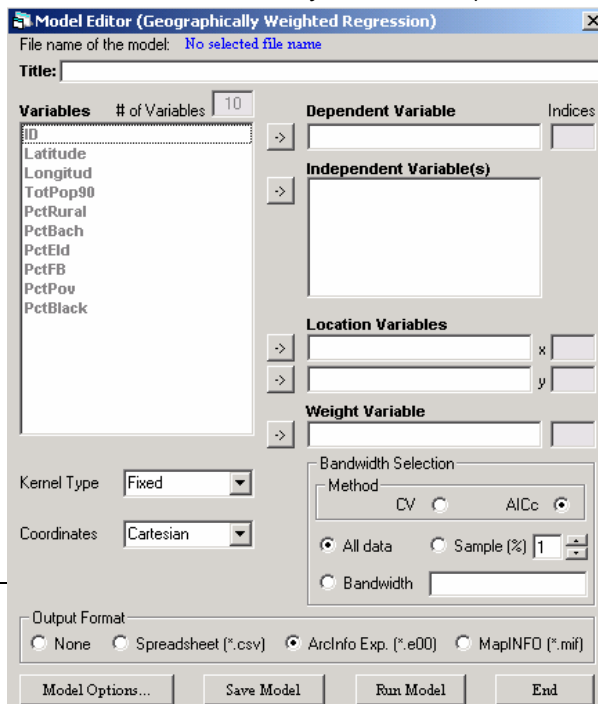 Model Editor (Geographically Weighted Regression)
File name of the model: No selected file name
Title:
Variables # of Variables 10
ID
Latitude
Longitud
TotPop90
PctRural
PctBach
PctEld
PctFB
PctPov
PctBlack
Dependent Variable Indices
->
Independent Variable(s)
->
Location Variables
-> x
-> y
Weight Variable
->
Kernel Type Fixed
Coordinates Cartesian
Bandwidth Selection
Method
CV AICc
All data Sample (%) 1
Bandwidth
Output Format
None Spreadsheet (*.csv) ArcInfo Exp. (*.e00) MapINFO (*.mif)
Model Options... Save Model Run Model End